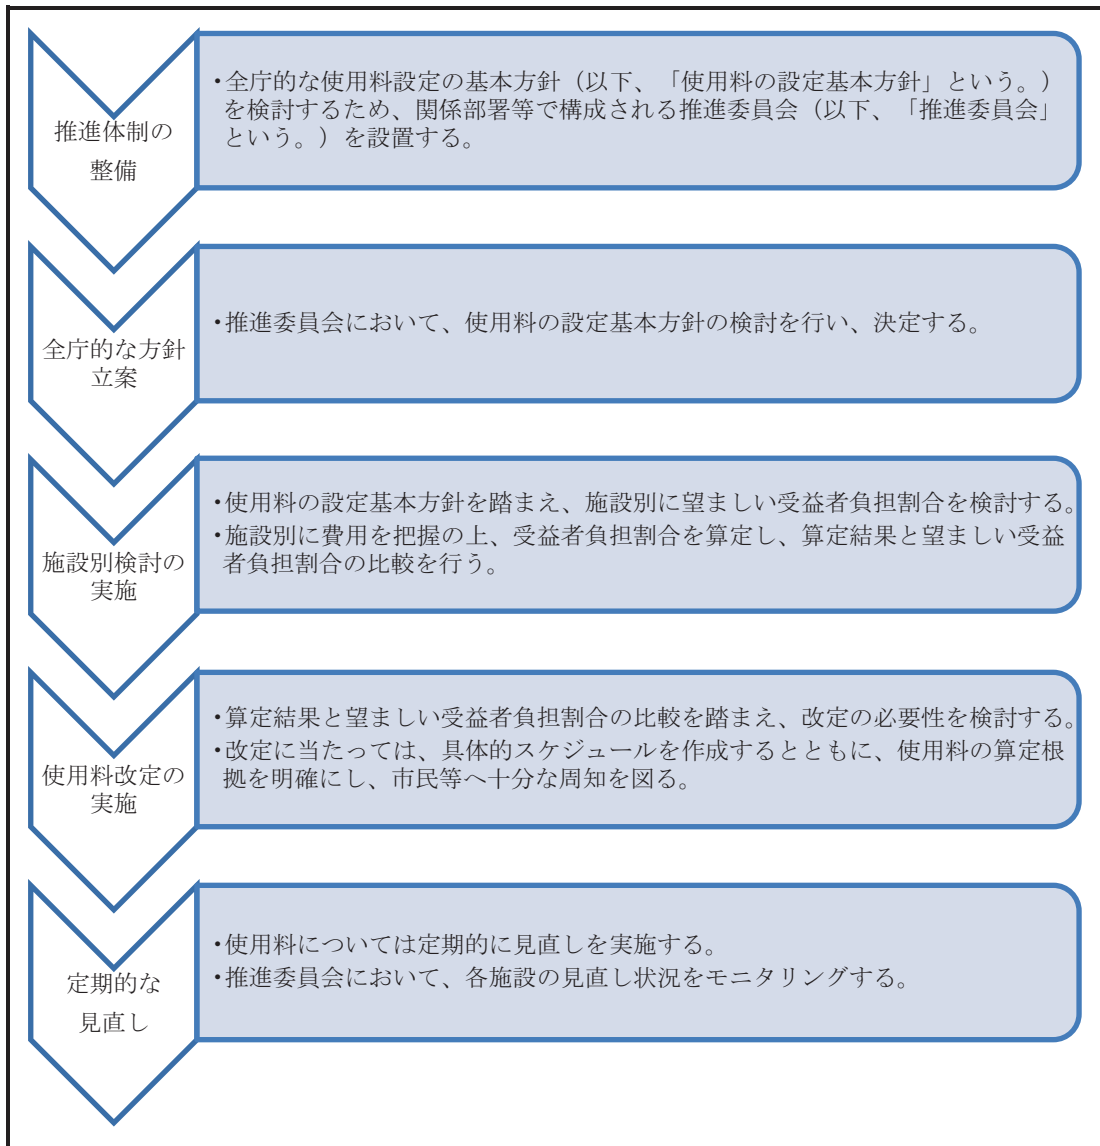 推進体制の
整備
・全庁的な使用料設定の基本方針（以下、「使用料の設定基本方針」という。）
を検討するため、関係部署等で構成される推進委員会（以下、「推進委員会」
という。）を設置する。
全庁的な方針
立案
・推進委員会において、使用料の設定基本方針の検討を行い、決定する。
施設別検討の
実施
・使用料の設定基本方針を踏まえ、施設別に望ましい受益者負担割合を検討する。
・施設別に費用を把握の上、受益者負担割合を算定し、算定結果と望ましい受益
者負担割合の比較を行う。
使用料改定の
実施
・算定結果と望ましい受益者負担割合の比較を踏まえ、改定の必要性を検討する。
・改定に当たっては、具体的スケジュールを作成するとともに、使用料の算定根
拠を明確にし、市民等へ十分な周知を図る。
定期的な
見直し
・使用料については定期的に見直しを実施する。
・推進委員会において、各施設の見直し状況をモニタリングする。